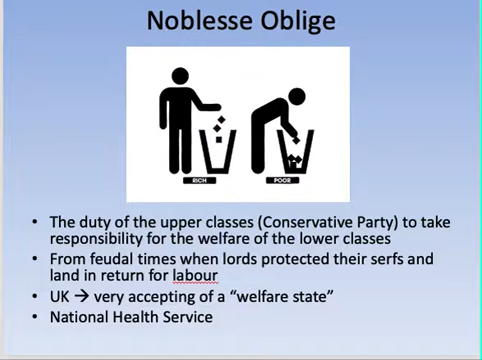 Noblesse Oblige
RICH
POOR
• The duty of the upper classes (Conservative Party) to take
responsibility for the welfare of the lower classes
• From feudal times when lords protected their serfs and
land in return for labour
• UK → very accepting of a “welfare state”
• National Health Service